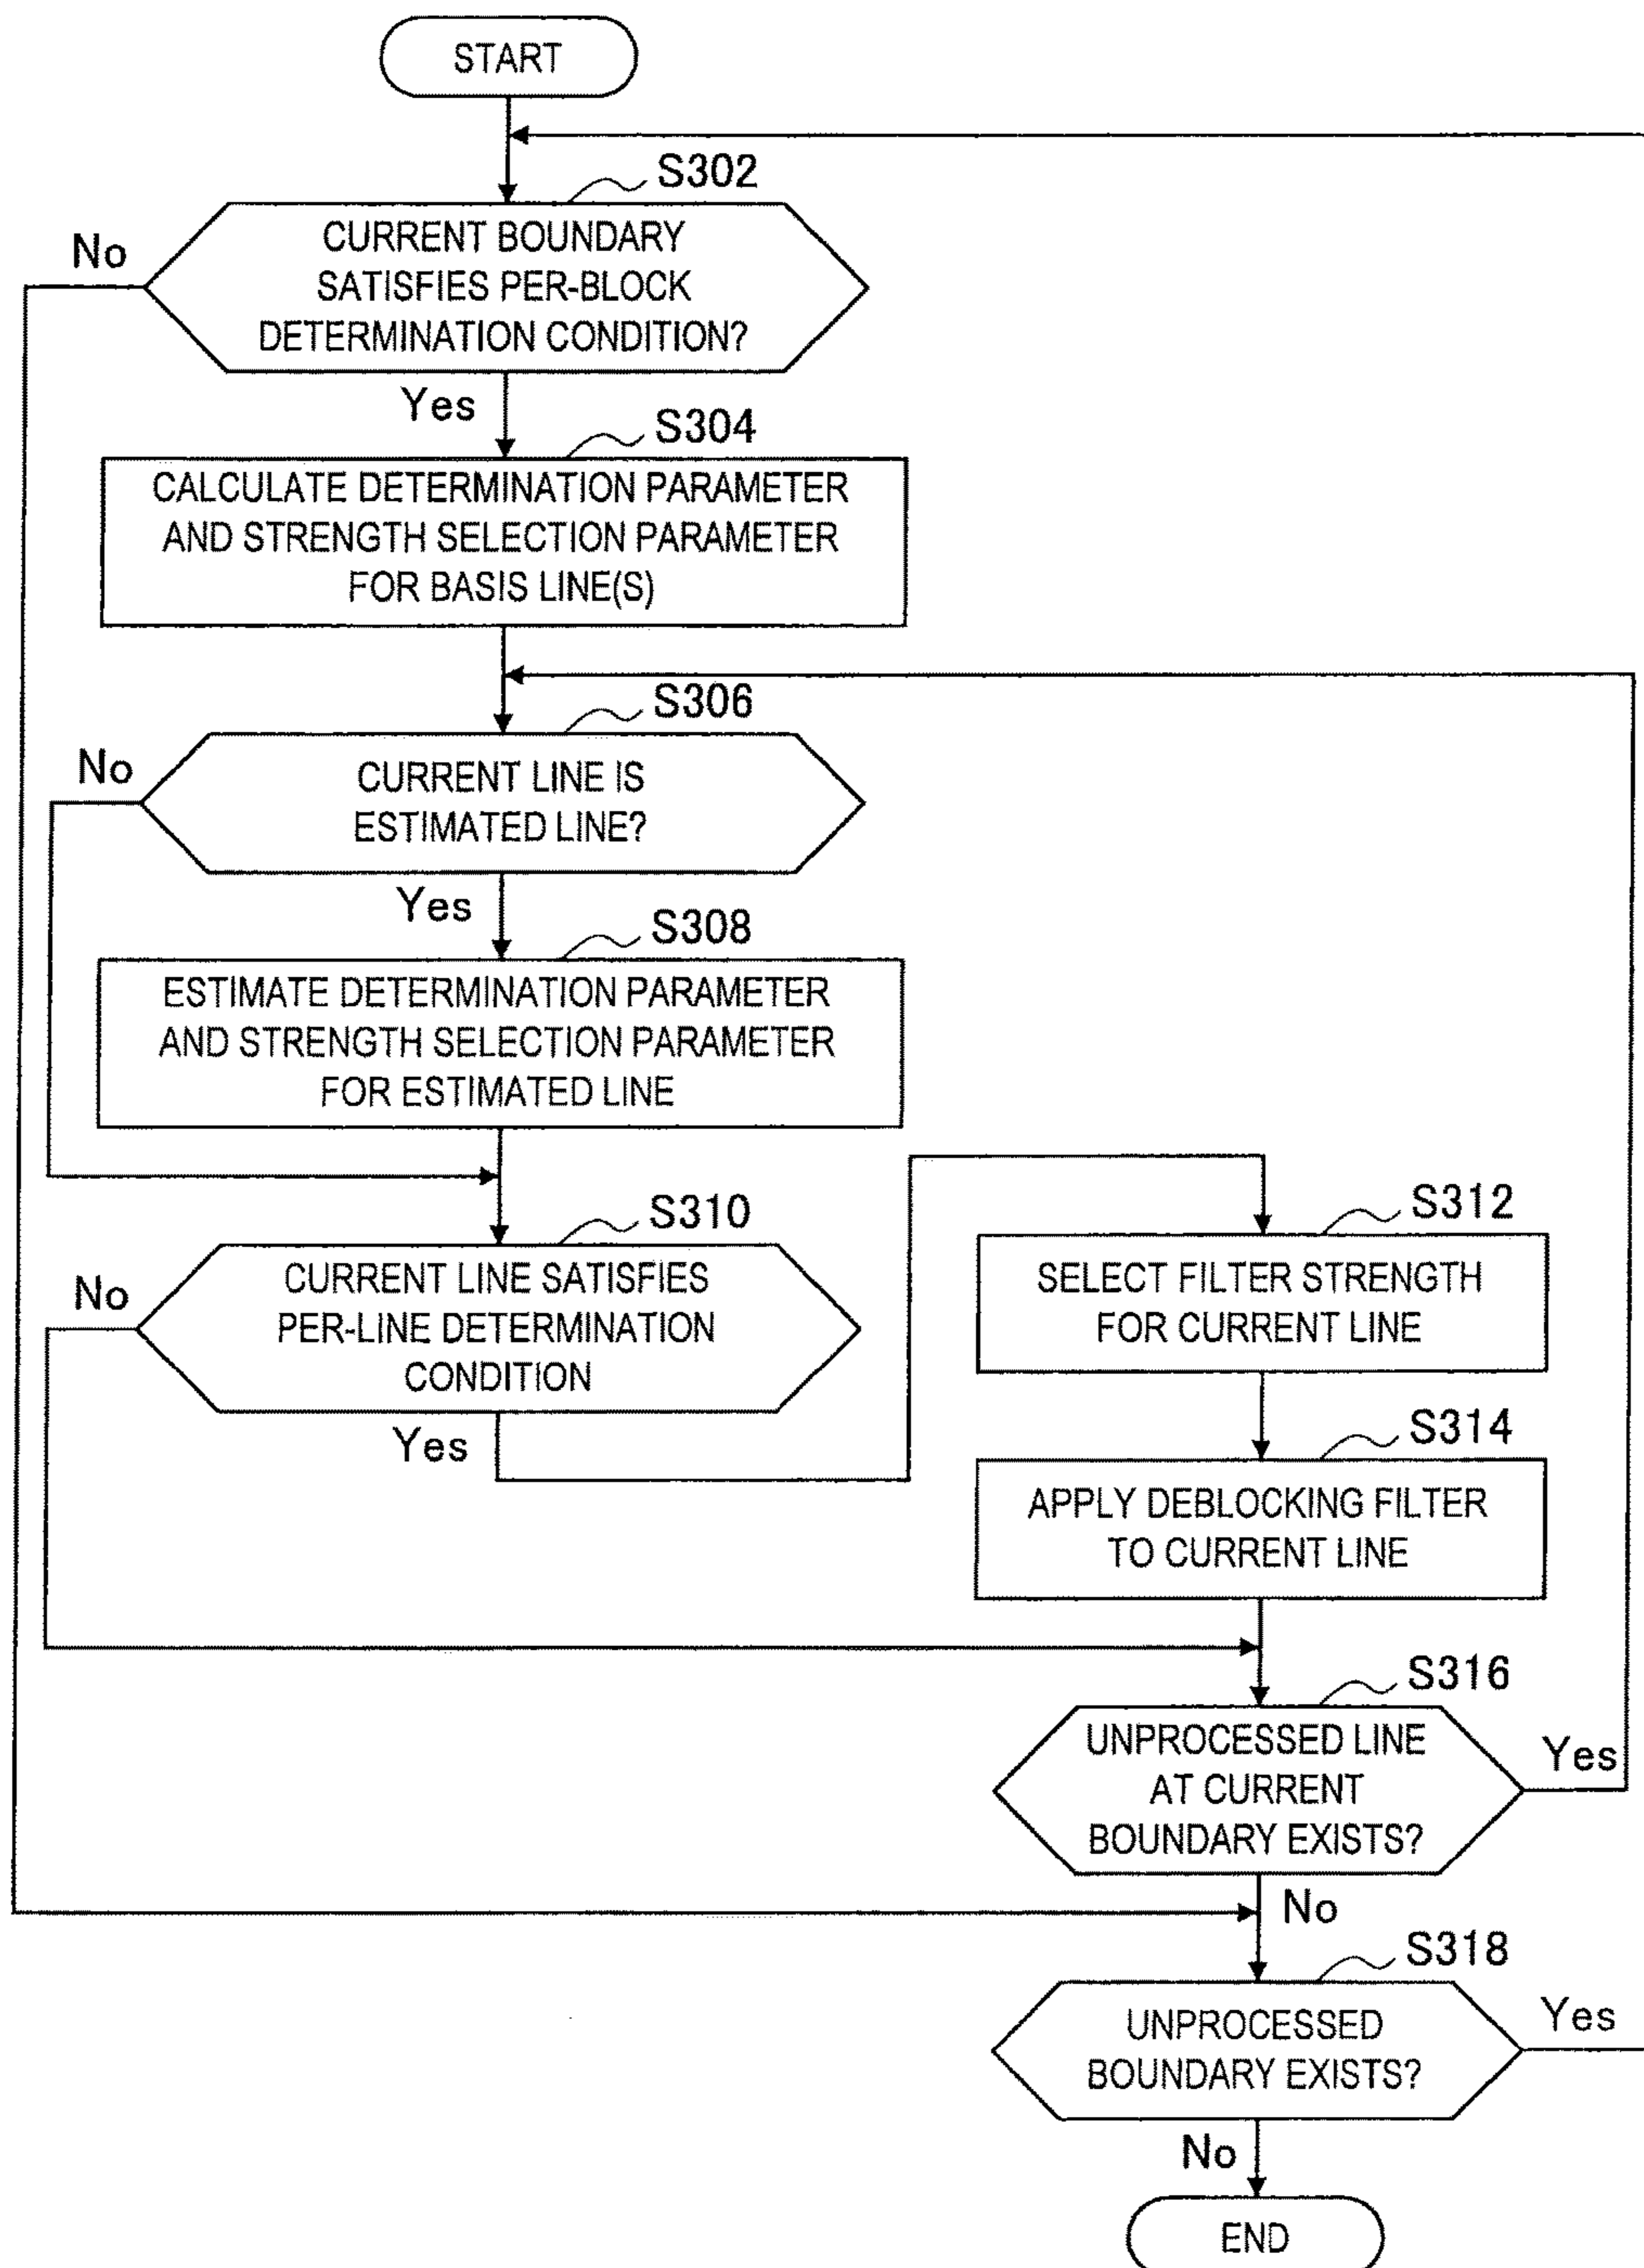 START
S302
No
CURRENT BOUNDARY
SATISFIES PER-BLOCK
DETERMINATION CONDITION?
Yes
S304
CALCULATE DETERMINATION PARAMETER
AND STRENGTH SELECTION PARAMETER
FOR BASIS LINE(S)
S306
No
CURRENT LINE IS
ESTIMATED LINE?
Yes
S308
ESTIMATE DETERMINATION PARAMETER
AND STRENGTH SELECTION PARAMETER
FOR ESTIMATED LINE
S310
No
CURRENT LINE SATISFIES
PER-LINE DETERMINATION
CONDITION
Yes
S312
SELECT FILTER STRENGTH
FOR CURRENT LINE
S314
APPLY DEBLOCKING FILTER
TO CURRENT LINE
S316
UNPROCESSED LINE
AT CURRENT
BOUNDARY EXISTS?
Yes
No
S318
UNPROCESSED
BOUNDARY EXISTS?
Yes
No
END